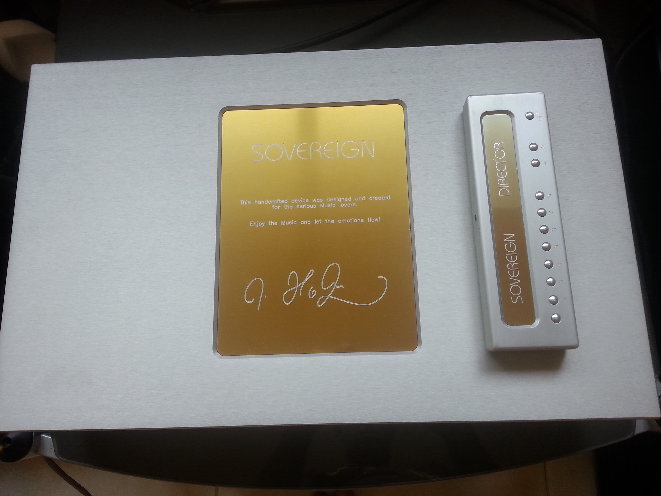 SOVEREIGN
This handcrafted device was designed and created
for the serious Music lovers.
Enjoy the Music and let the emotions flow!
SOVEREIGN DIRECTOR